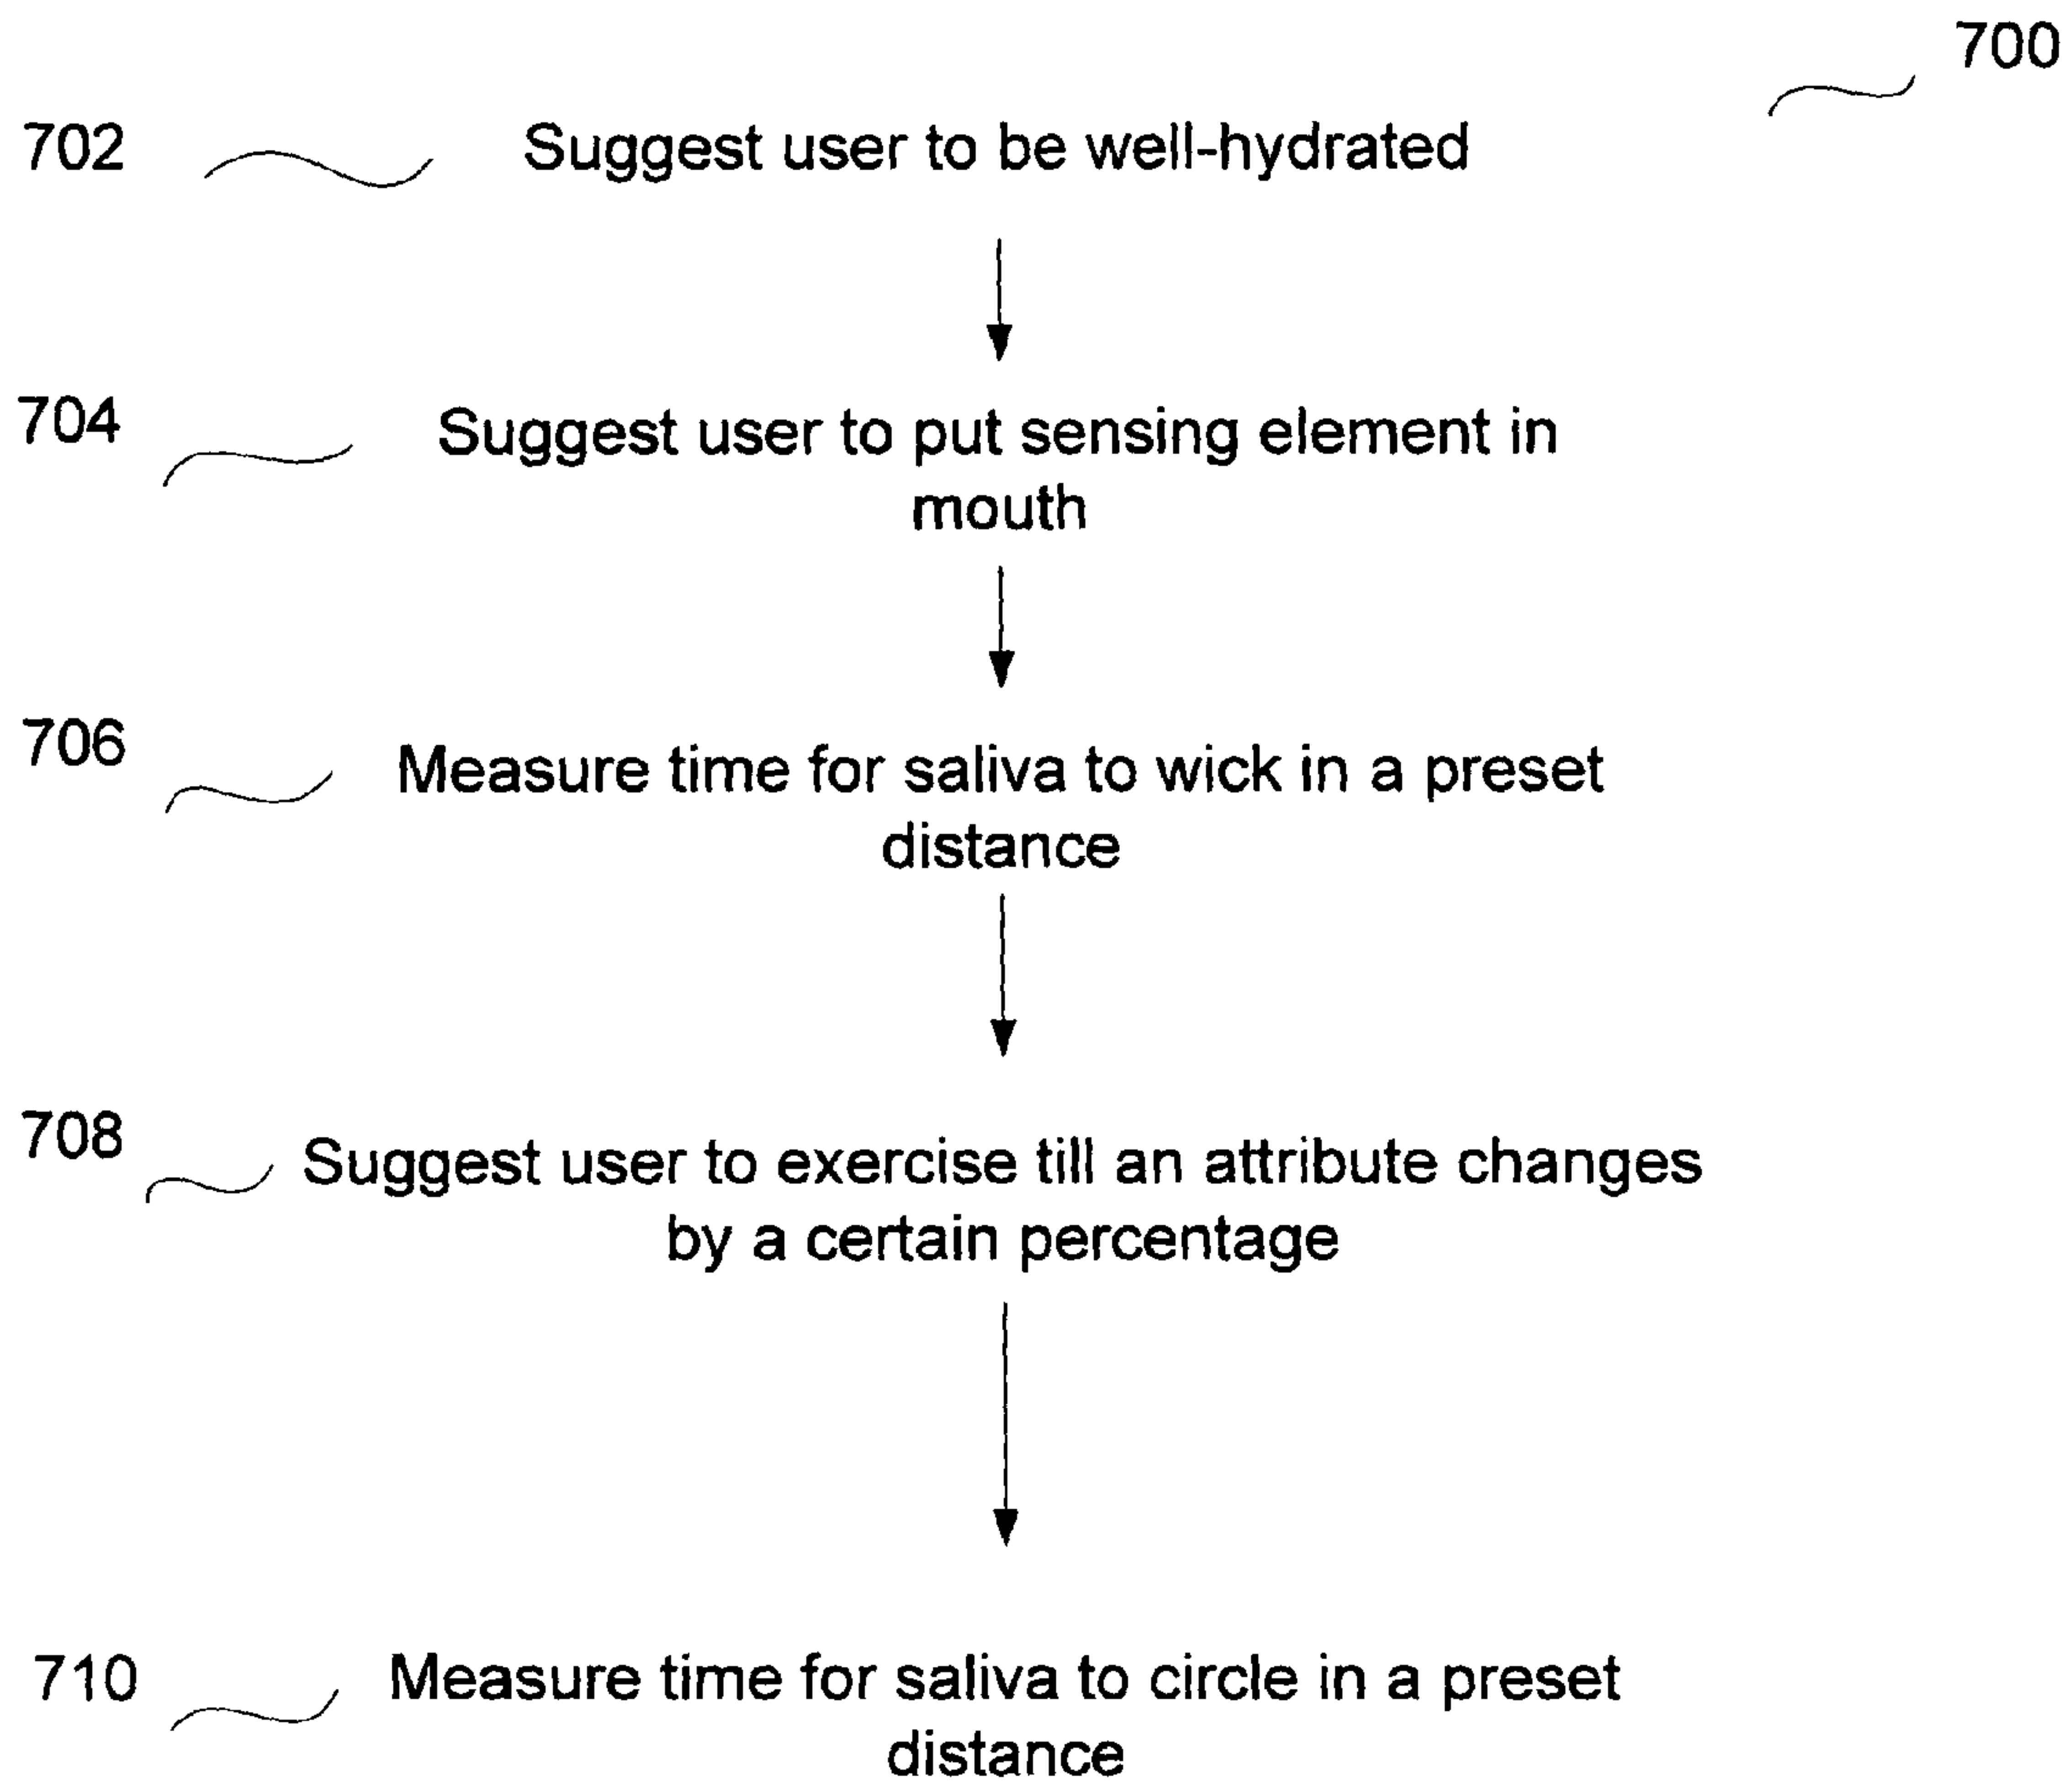 700
702 Suggest user to be well-hydrated
704 Suggest user to put sensing element in
mouth
706 Measure time for saliva to wick in a preset
distance
708 Suggest user to exercise till an attribute changes
by a certain percentage
710 Measure time for saliva to circle in a preset
distance